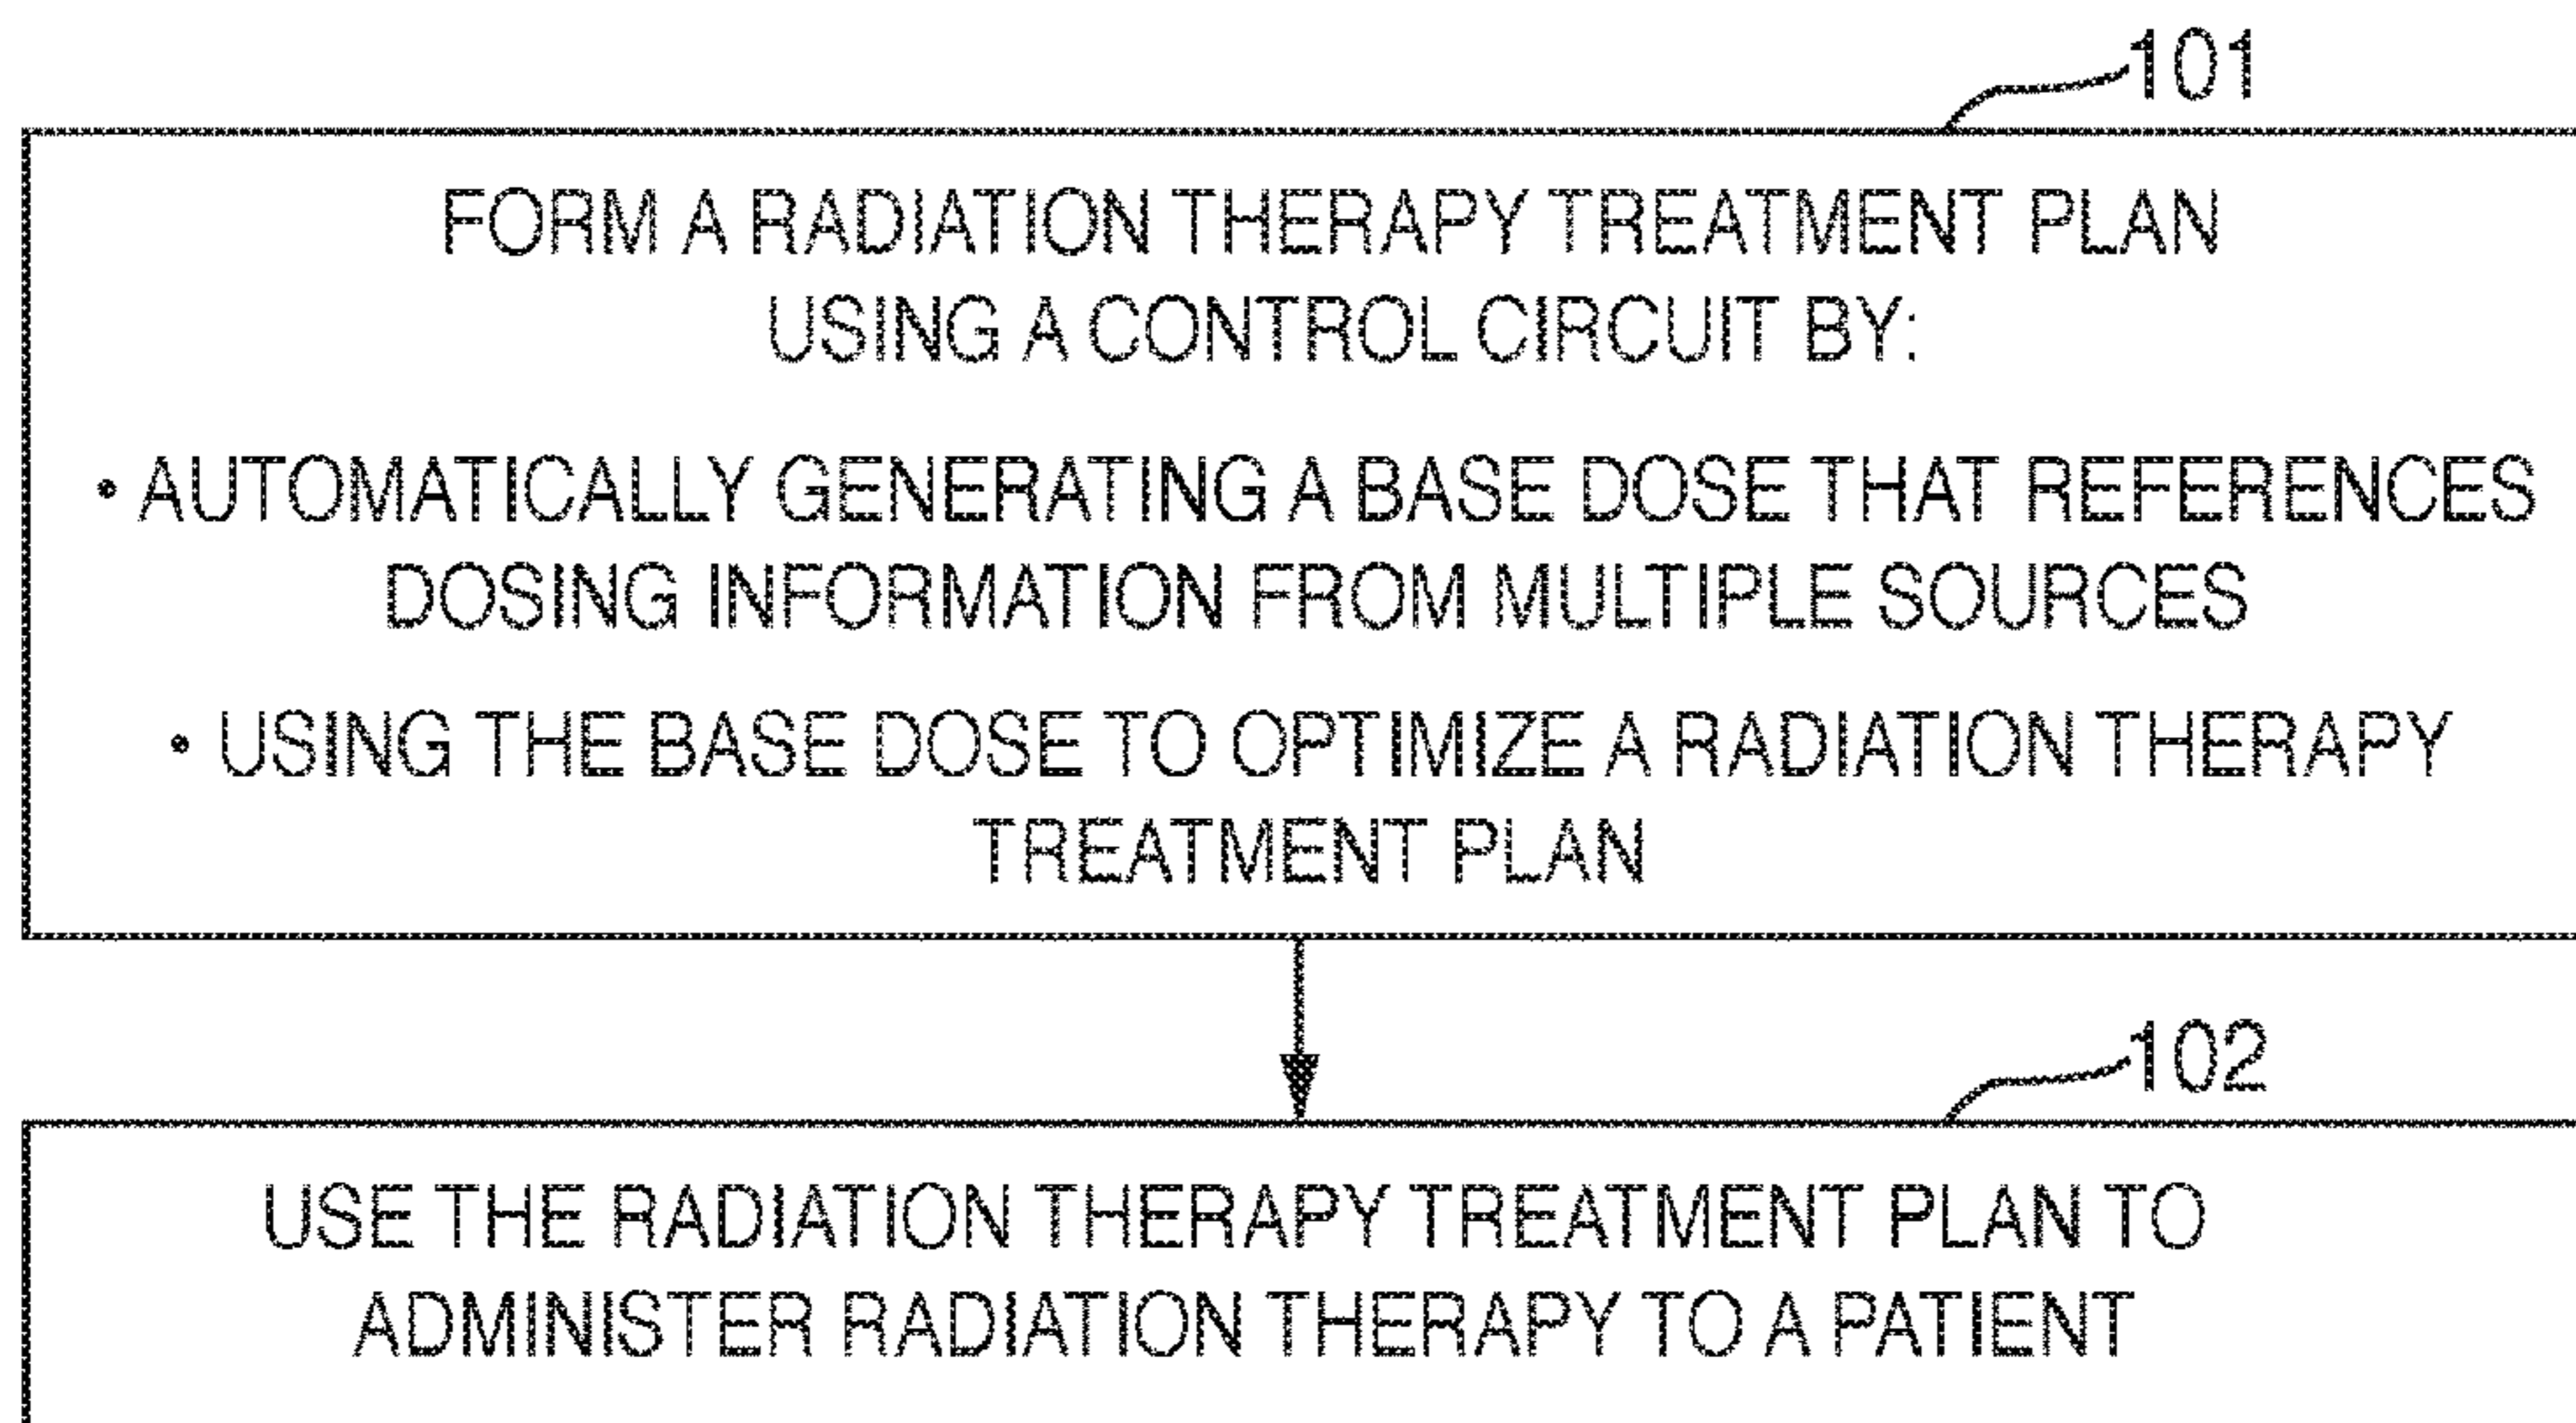 101
FORM A RADIATION THERAPY TREATMENT PLAN
USING A CONTROL CIRCUIT BY:
• AUTOMATICALLY GENERATING A BASE DOSE THAT REFERENCES
DOSING INFORMATION FROM MULTIPLE SOURCES
• USING THE BASE DOSE TO OPTIMIZE A RADIATION THERAPY
TREATMENT PLAN
102
USE THE RADIATION THERAPY TREATMENT PLAN TO
ADMINISTER RADIATION THERAPY TO A PATIENT